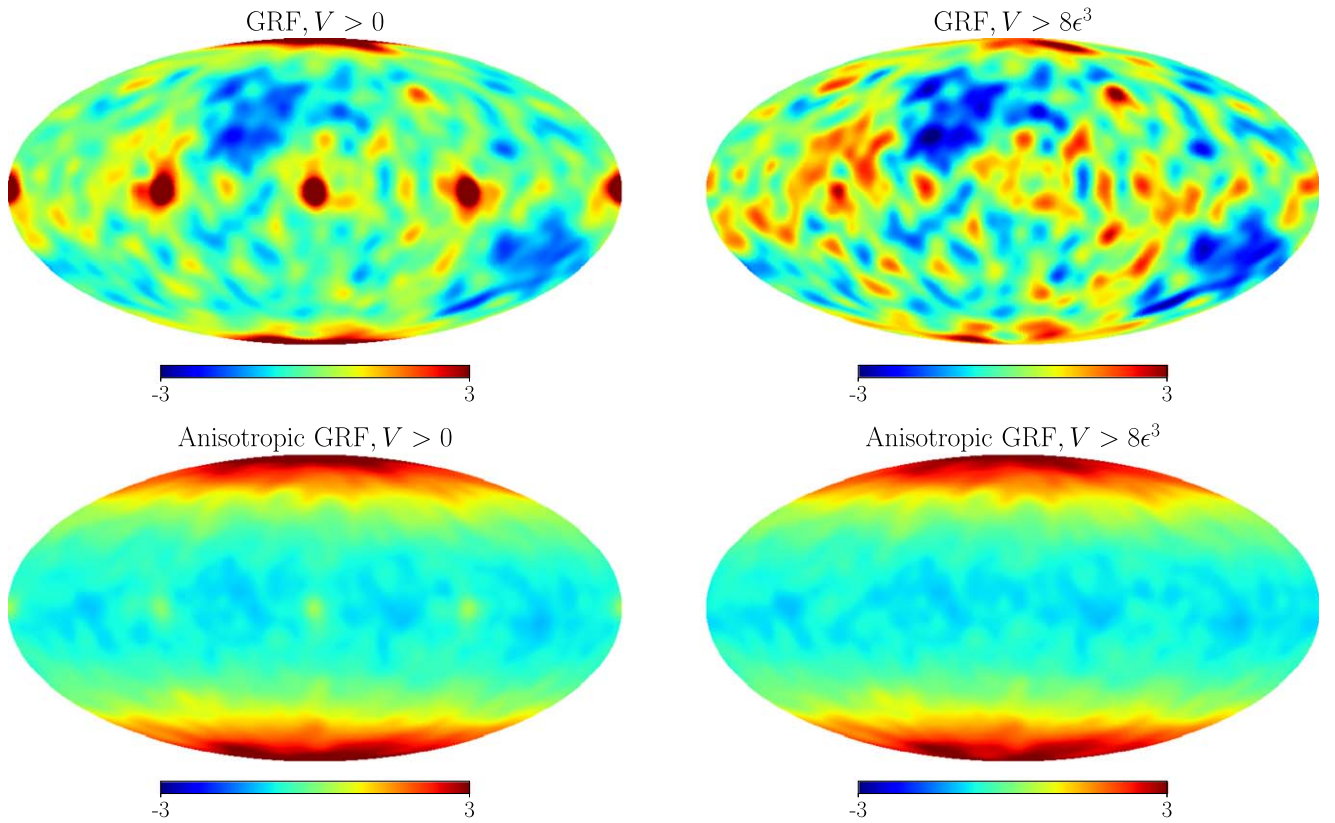 GRF, V > 0
GRF, V > 8ϵ³
-3 3
-3 3
Anisotropic GRF, V > 0
Anisotropic GRF, V > 8ϵ³
-3 3
-3 3